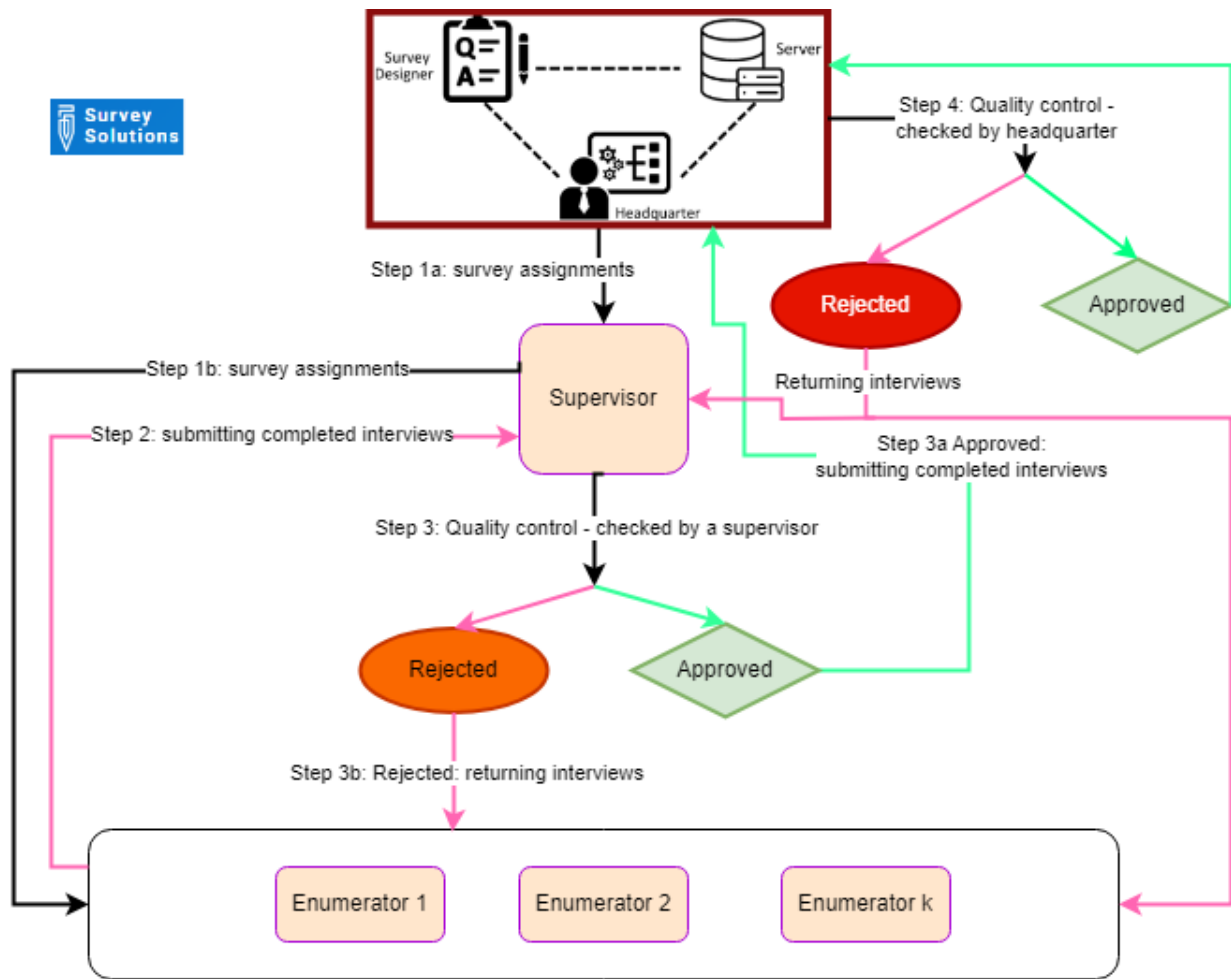 Survey
Designer
Q
A
Server
Headquarter
Survey
Solutions
Step 4: Quality control -
checked by headquarter
Step 1a: survey assignments
Rejected
Approved
Step 1b: survey assignments
Supervisor
Returning interviews
Step 2: submitting completed interviews
Step 3a Approved:
submitting completed interviews
Step 3: Quality control - checked by a supervisor
Rejected
Approved
Step 3b: Rejected: returning interviews
Enumerator 1
Enumerator 2
Enumerator k